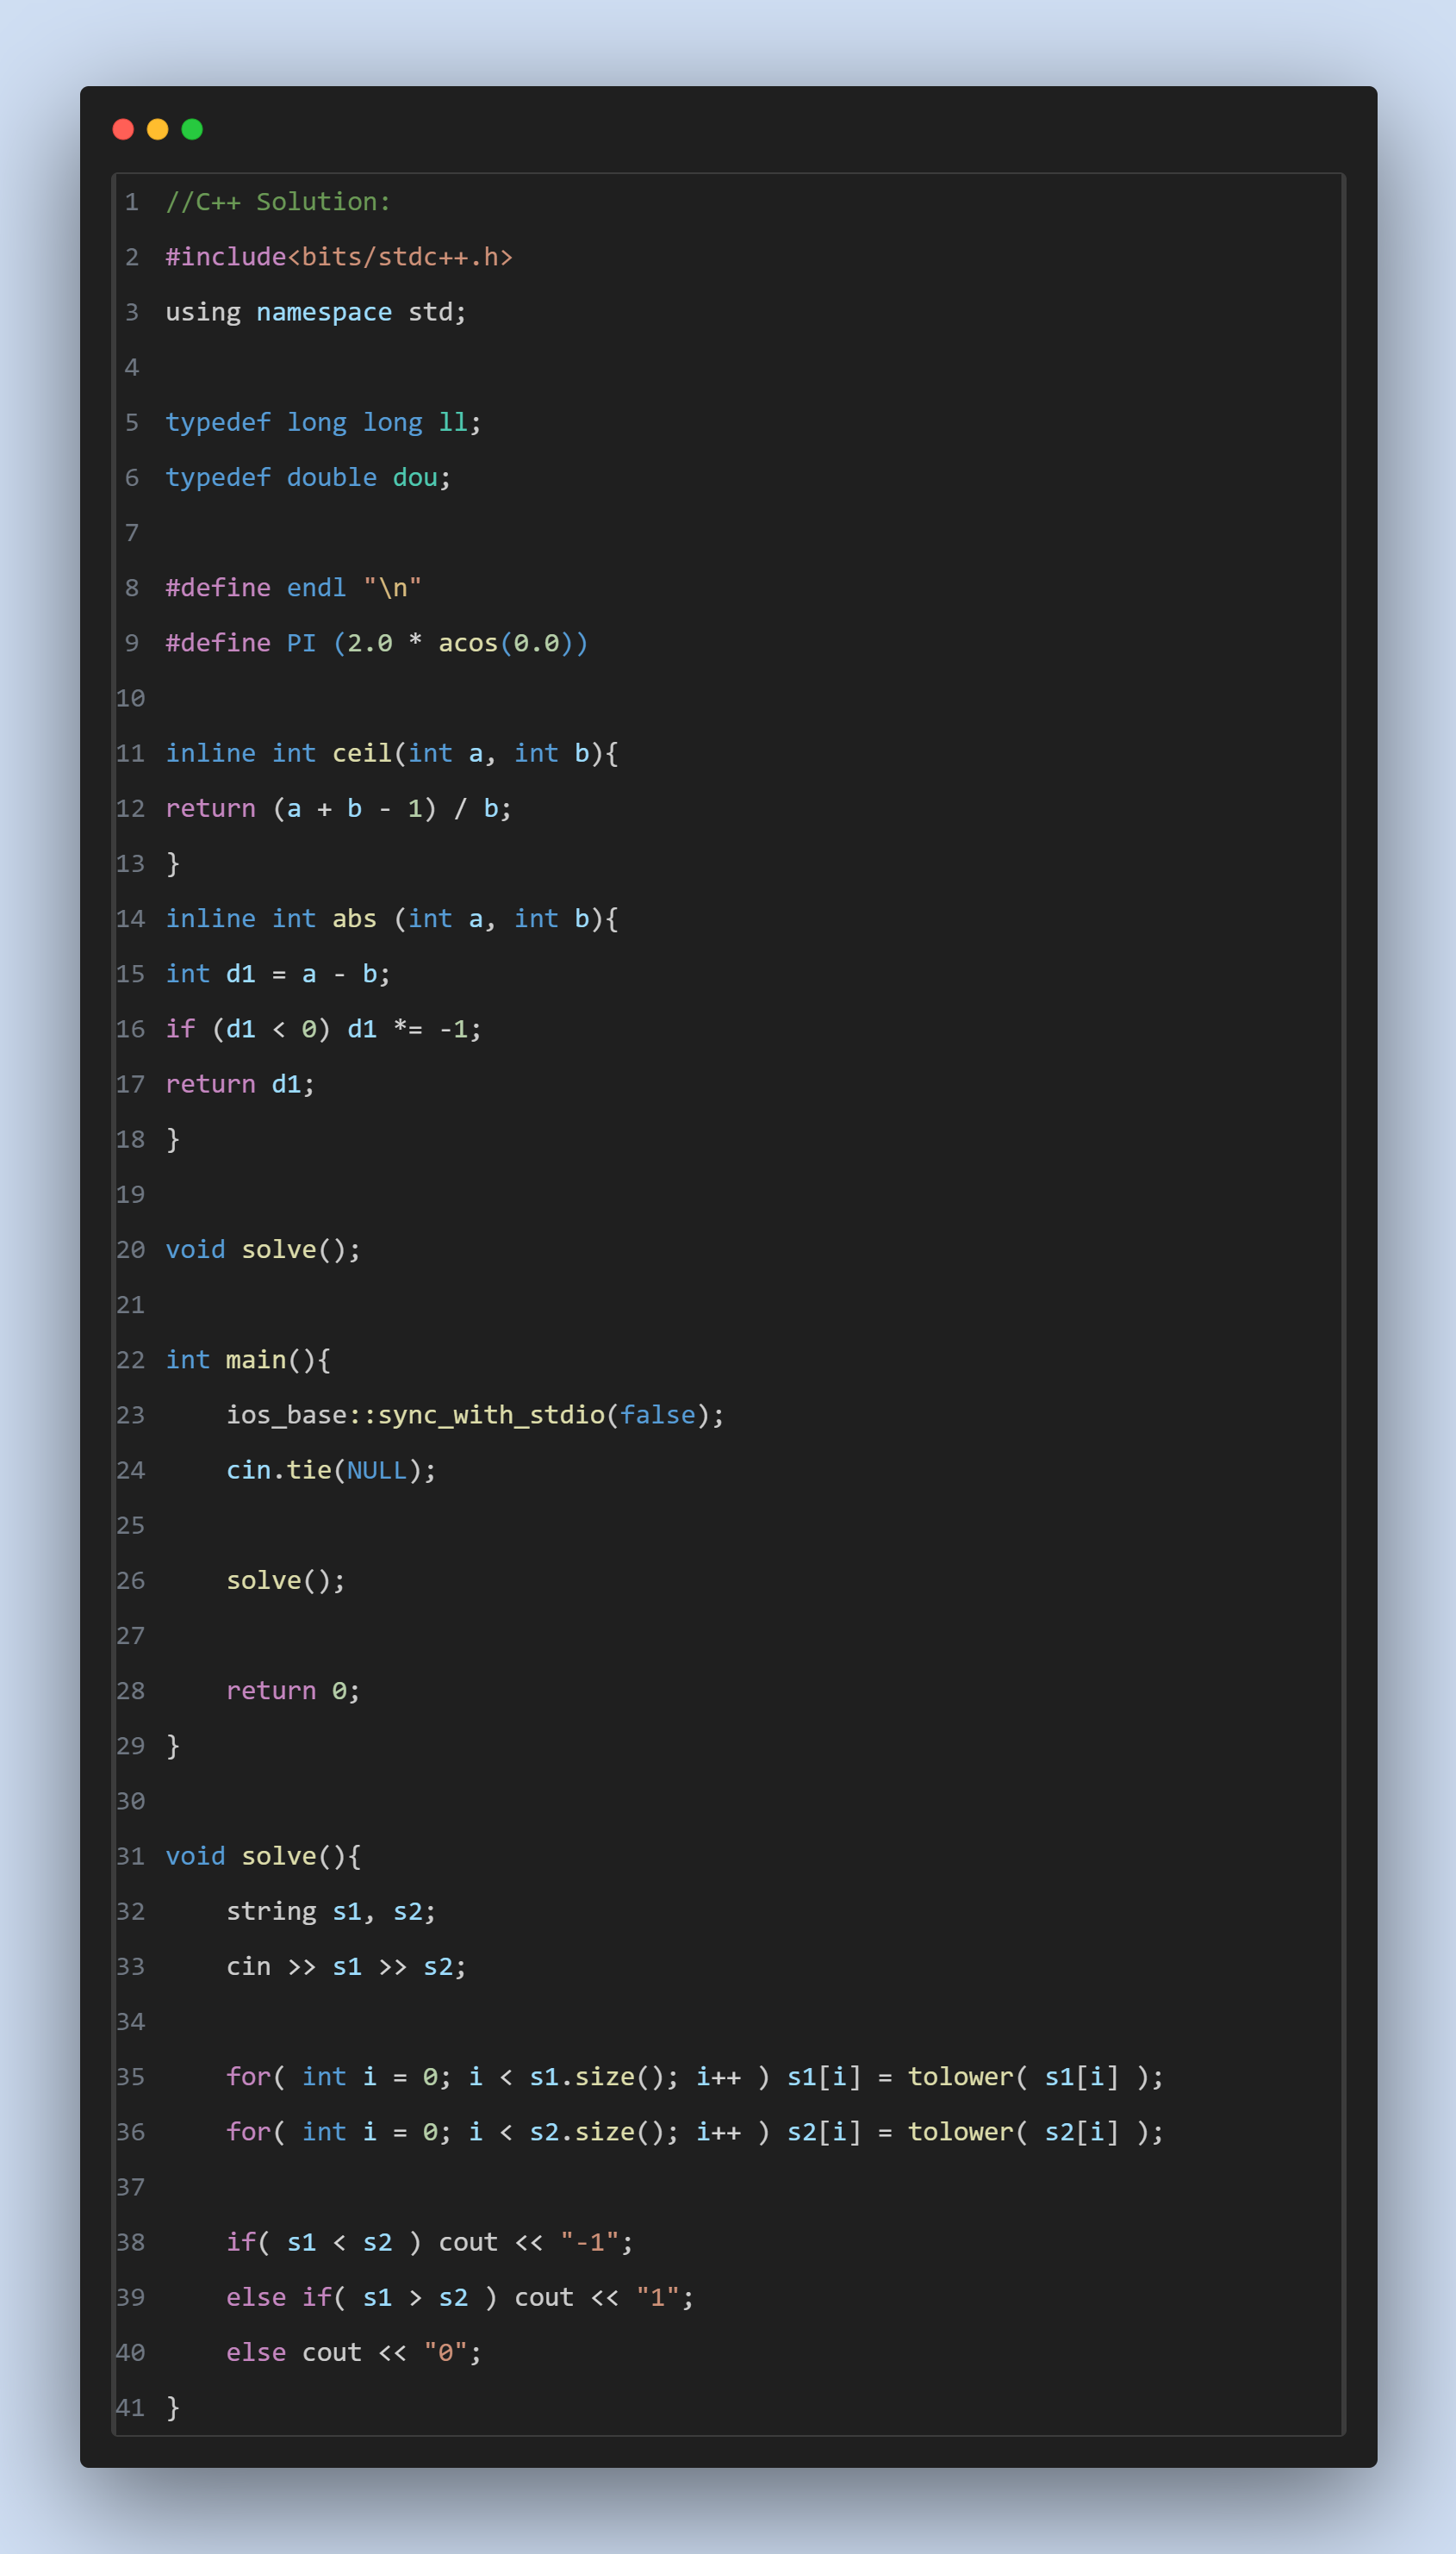 1 //C++ Solution:
2 #include<bits/stdc++.h>
3 using namespace std;
4
5 typedef long long ll;
6 typedef double dou;
7
8 #define endl "\n"
9 #define PI (2.0 * acos(0.0))
10
11 inline int ceil(int a, int b){
12 return (a + b - 1) / b;
13 }
14 inline int abs (int a, int b){
15 int d1 = a - b;
16 if (d1 < 0) d1 *= -1;
17 return d1;
18 }
19
20 void solve();
21
22 int main(){
23     ios_base::sync_with_stdio(false);
24     cin.tie(NULL);
25
26     solve();
27
28     return 0;
29 }
30
31 void solve(){
32     string s1, s2;
33     cin >> s1 >> s2;
34
35     for( int i = 0; i < s1.size(); i++ ) s1[i] = tolower( s1[i] );
36     for( int i = 0; i < s2.size(); i++ ) s2[i] = tolower( s2[i] );
37
38     if( s1 < s2 ) cout << "-1";
39     else if( s1 > s2 ) cout << "1";
40     else cout << "0";
41 }